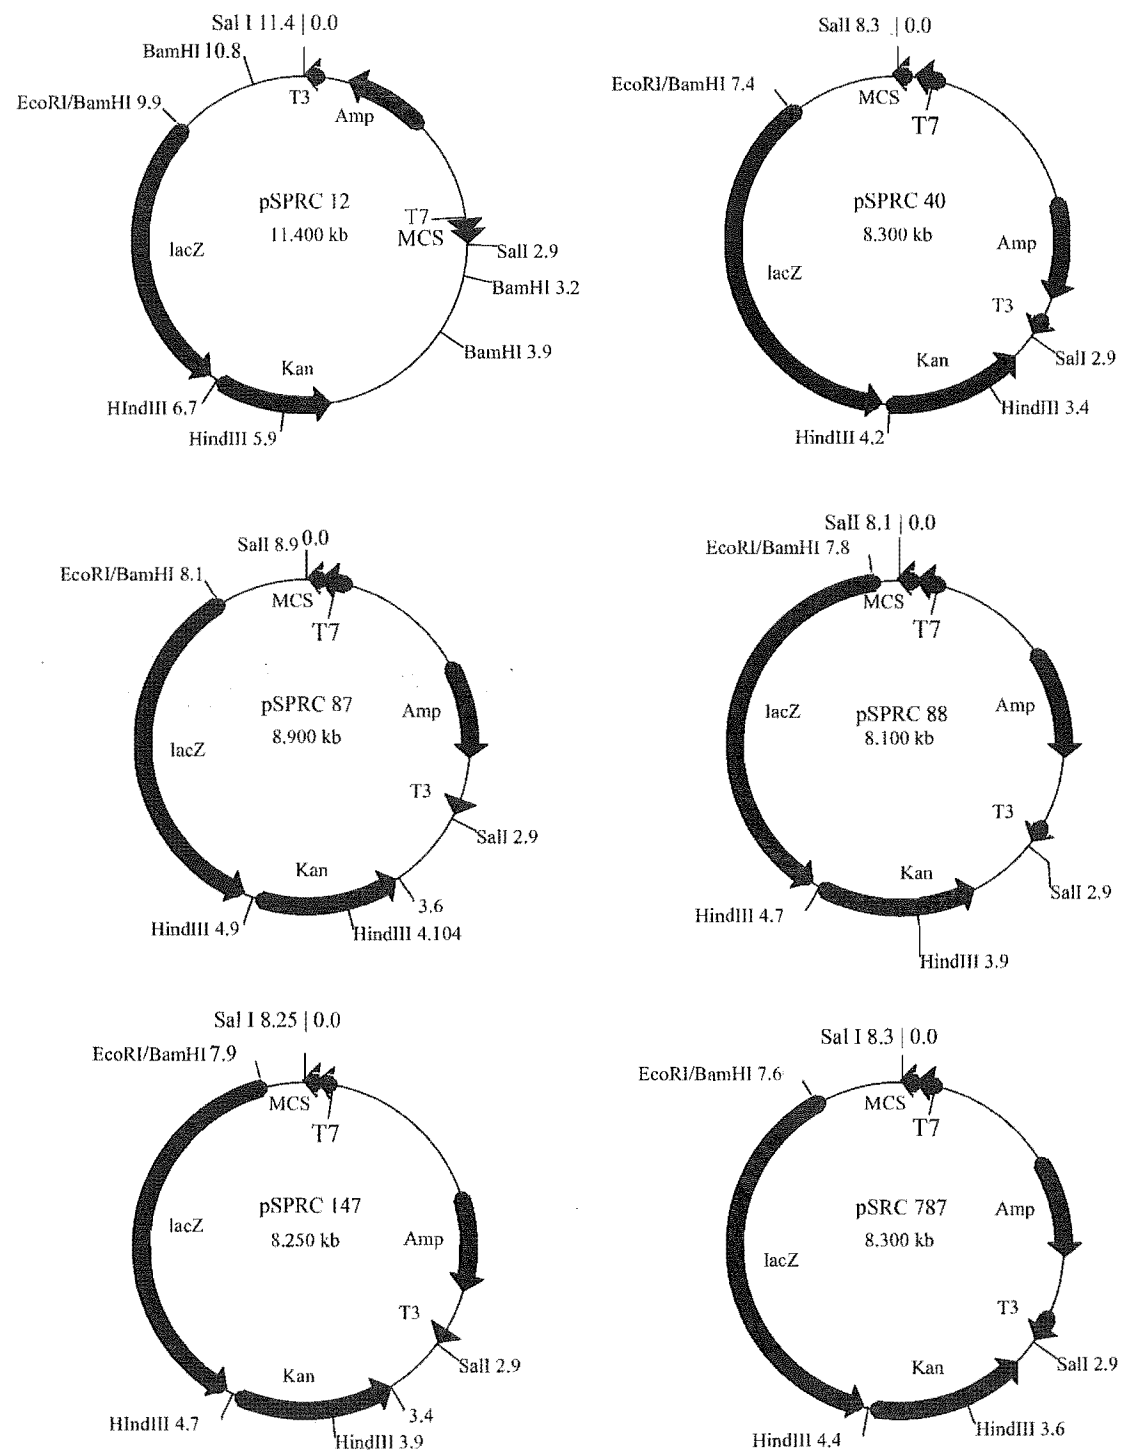 Sal I 11.4 | 0.0
BamHI 10.8
EcoRI/BamHI 9.9
T3
Amp
pSPRC 12
11.400 kb
T7
MCS
SalI 2.9
BamHI 3.2
lacZ
BamHI 3.9
Kan
HIndIII 6.7
HindIII 5.9
SalI 8.3 | 0.0
EcoRI/BamHI 7.4
MCS
T7
pSPRC 40
8.300 kb
Amp
lacZ
T3
SalI 2.9
Kan
HindIII 3.4
HindIII 4.2
SalI 8.9 0.0
EcoRI/BamHI 8.1
MCS
T7
pSPRC 87
8.900 kb
Amp
lacZ
T3
SalI 2.9
Kan
3.6
HindIII 4.9
HindIII 4.104
SalI 8.1 | 0.0
EcoRI/BamHI 7.8
MCS
T7
pSPRC 88
8.100 kb
Amp
lacZ
T3
Kan
SalI 2.9
HindIII 4.7
HindIII 3.9
Sal I 8.25 | 0.0
EcoRI/BamHI 7.9
MCS
T7
pSPRC 147
8.250 kb
lacZ
Amp
T3
SalI 2.9
Kan
3.4
HIndIII 4.7
HindIII 3.9
Sal I 8.3 | 0.0
EcoRI/BamHI 7.6
MCS
T7
pSRC 787
8.300 kb
Amp
lacZ
T3
SalI 2.9
Kan
HindIII 3.6
HindIII 4.4